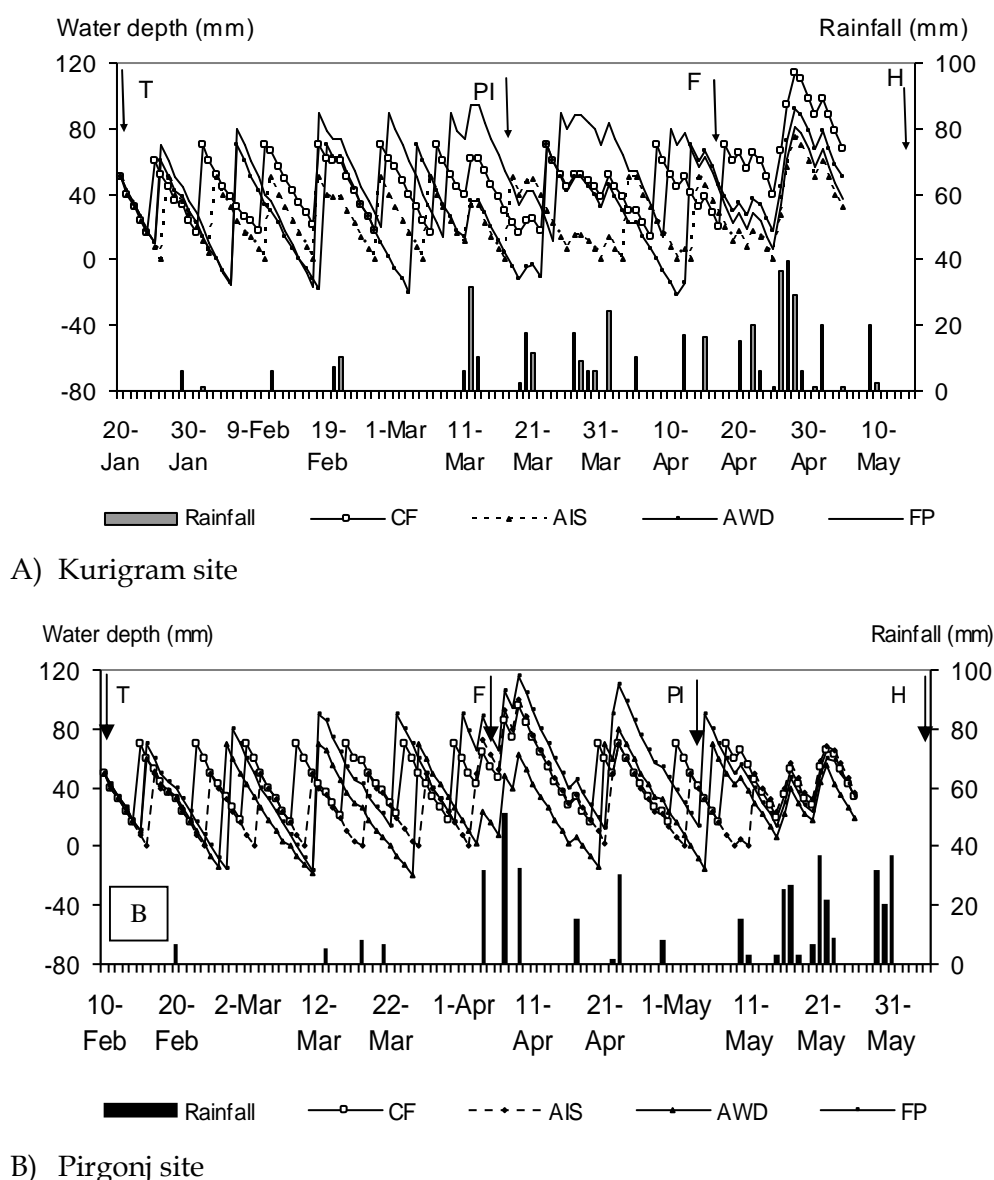 Water depth (mm) Rainfall (mm)
120 100
T PI F H
80 80
40 60
0 40
-40 20
-80 0
20- 30- 9-Feb 19- 1-Mar 11- 21- 31- 10- 20- 30- 10-
Jan Jan Feb Mar Mar Mar Apr Apr Apr May
Rainfall CF AIS AWD FP
A) Kurigram site
Water depth (mm) Rainfall (mm)
120 100
T F PI H
80 80
40 60
0 40
B
-40 20
-80 0
10- 20- 2-Mar 12- 22- 1-Apr 11- 21- 1-May 11- 21- 31-
Feb Feb Mar Mar Apr Apr May May May
Rainfall CF AIS AWD FP
B) Pirgonj site